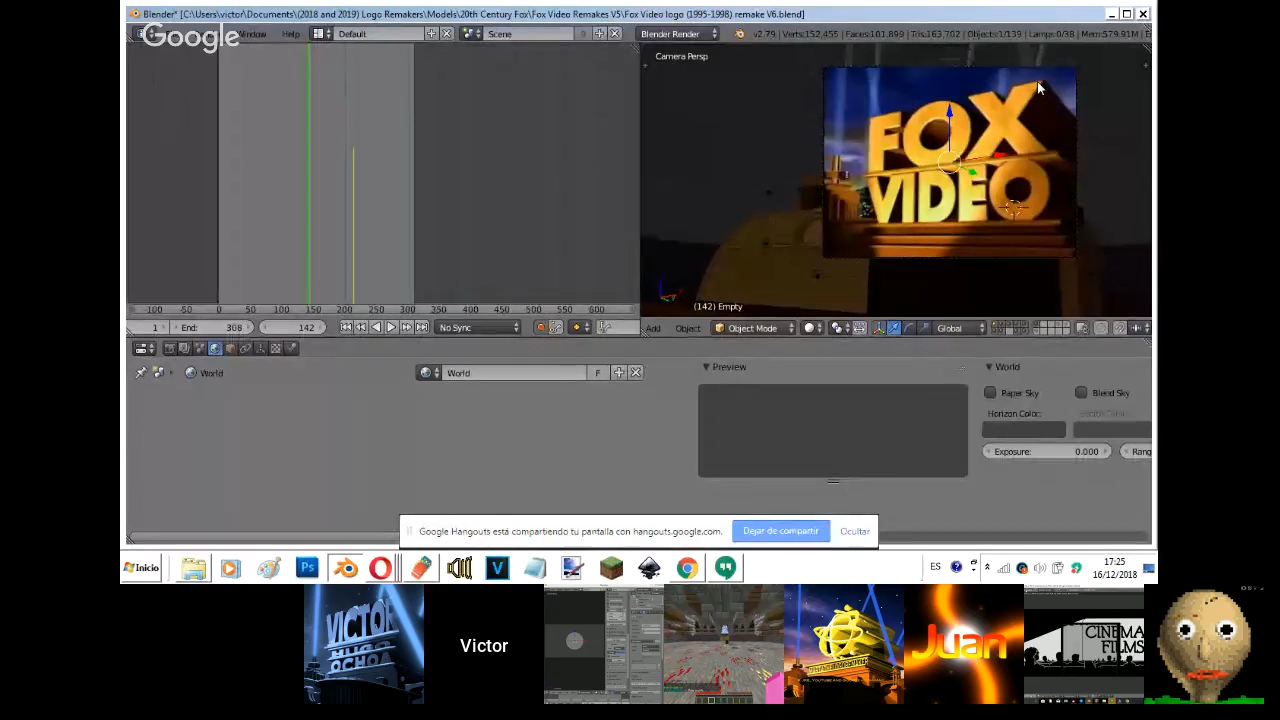 Blender* [C:\Users\victor\Documents\(2018 and 2019) Logo Remakers\Models\20th Century Fox\Fox Video Remakes V5\Fox Video logo (1995-1998) remake V6.blend]
Google
Window Help Default Scene Blender Render v2.79 | Verts:152,455 | Faces:101,899 | Tris:163,702 | Objects:1/139 | Lamps:0/38 | Mem:579.91M
Camera Persp
FOX
VIDEO
(142) Empty
-100 -50 0 50 100 150 200 250 300 350 400 450 500 550 600
1 End: 308 142 No Sync Add Object Object Mode Global
World World F Preview World
Paper Sky Blend Sky
Horizon Color:
Exposure: 0.000 Rang
Google Hangouts está compartiendo tu pantalla con hangouts.google.com. Dejar de compartir Ocultar
Inicio Ps V ES 17:25
16/12/2018
VICTOR
HUGO
OCHOA
Victor
Juan
CINEMA
FILMS